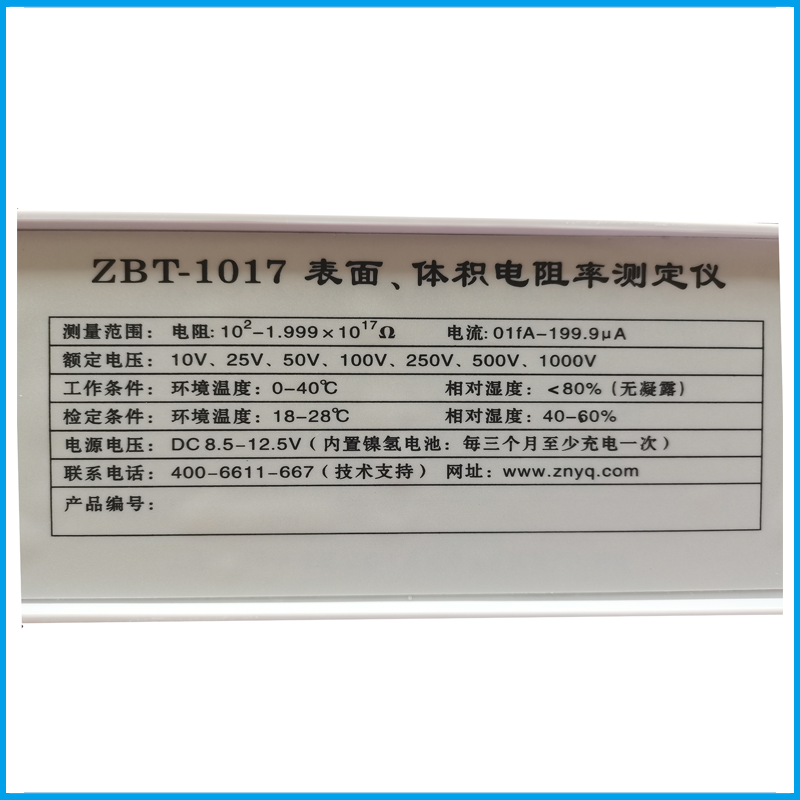 ZBT-1017 表面、体积电阻率测定仪
测量范围: 电阻:10²-1.999×10¹⁷Ω 电流:01fA-199.9μA
额定电压: 10V、25V、50V、100V、250V、500V、1000V
工作条件: 环境温度: 0-40℃ 相对湿度: <80%(无凝露)
检定条件: 环境温度: 18-28℃ 相对湿度: 40-60%
电源电压: DC 8.5-12.5V(内置镍氢电池: 每三个月至少充电一次)
联系电话: 400-6611-667(技术支持) 网址: www.znyq.com
产品编号: